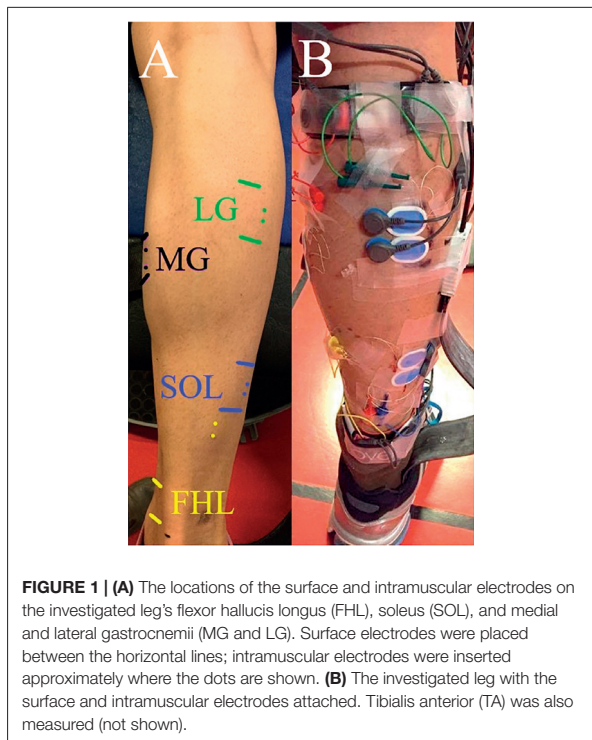 A
B
LG
MG
SOL
FHL
FIGURE 1 | (A) The locations of the surface and intramuscular electrodes on
the investigated leg's flexor hallucis longus (FHL), soleus (SOL), and medial
and lateral gastrocnemii (MG and LG). Surface electrodes were placed
between the horizontal lines; intramuscular electrodes were inserted
approximately where the dots are shown. (B) The investigated leg with the
surface and intramuscular electrodes attached. Tibialis anterior (TA) was also
measured (not shown).